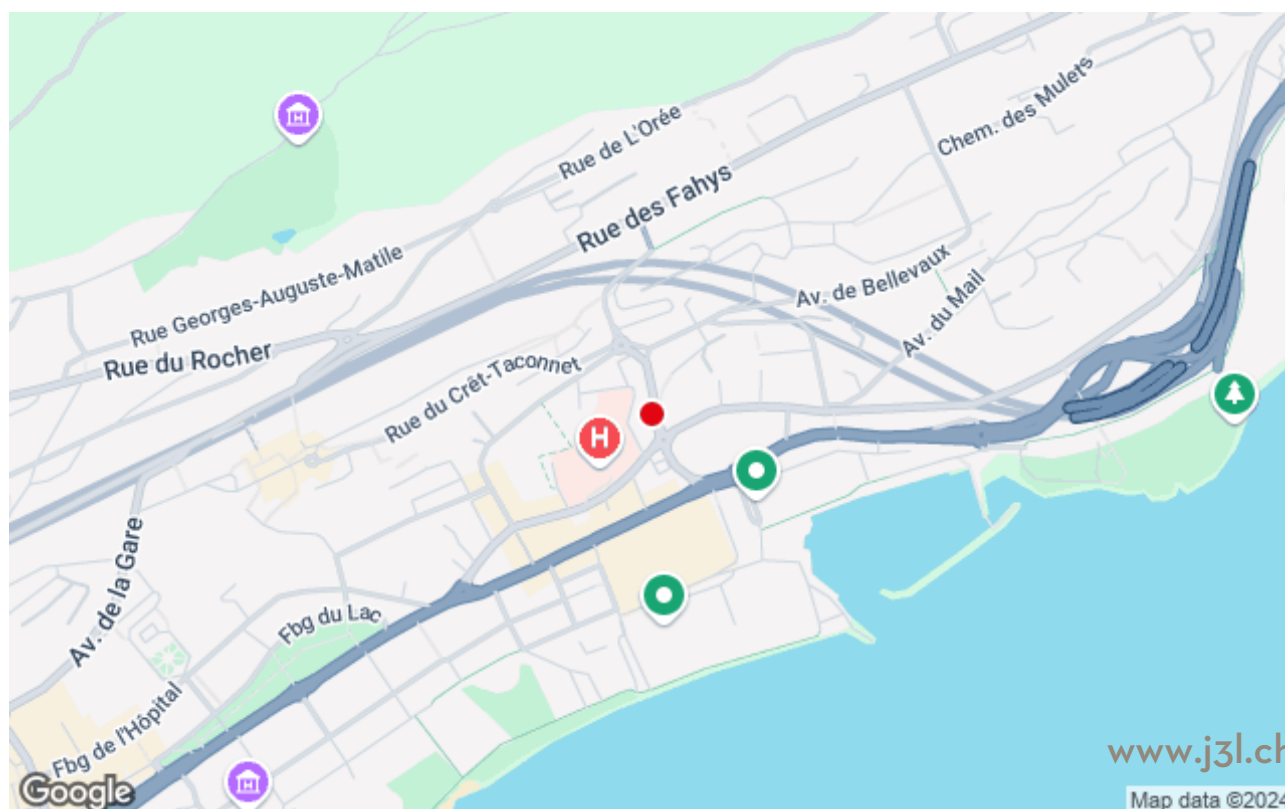 Chem. des Mulets
Rue de L'Orée
Rue des Fahys
Rue Georges-Auguste-Matile
Av. de Bellevaux
Av. du Mail
Rue du Rocher
Rue du Crêt-Taconnet
H
Av. de la Gare
Fbg du Lac
Fbg de l'Hôpital
www.j3l.ch
Google
Map data ©2024